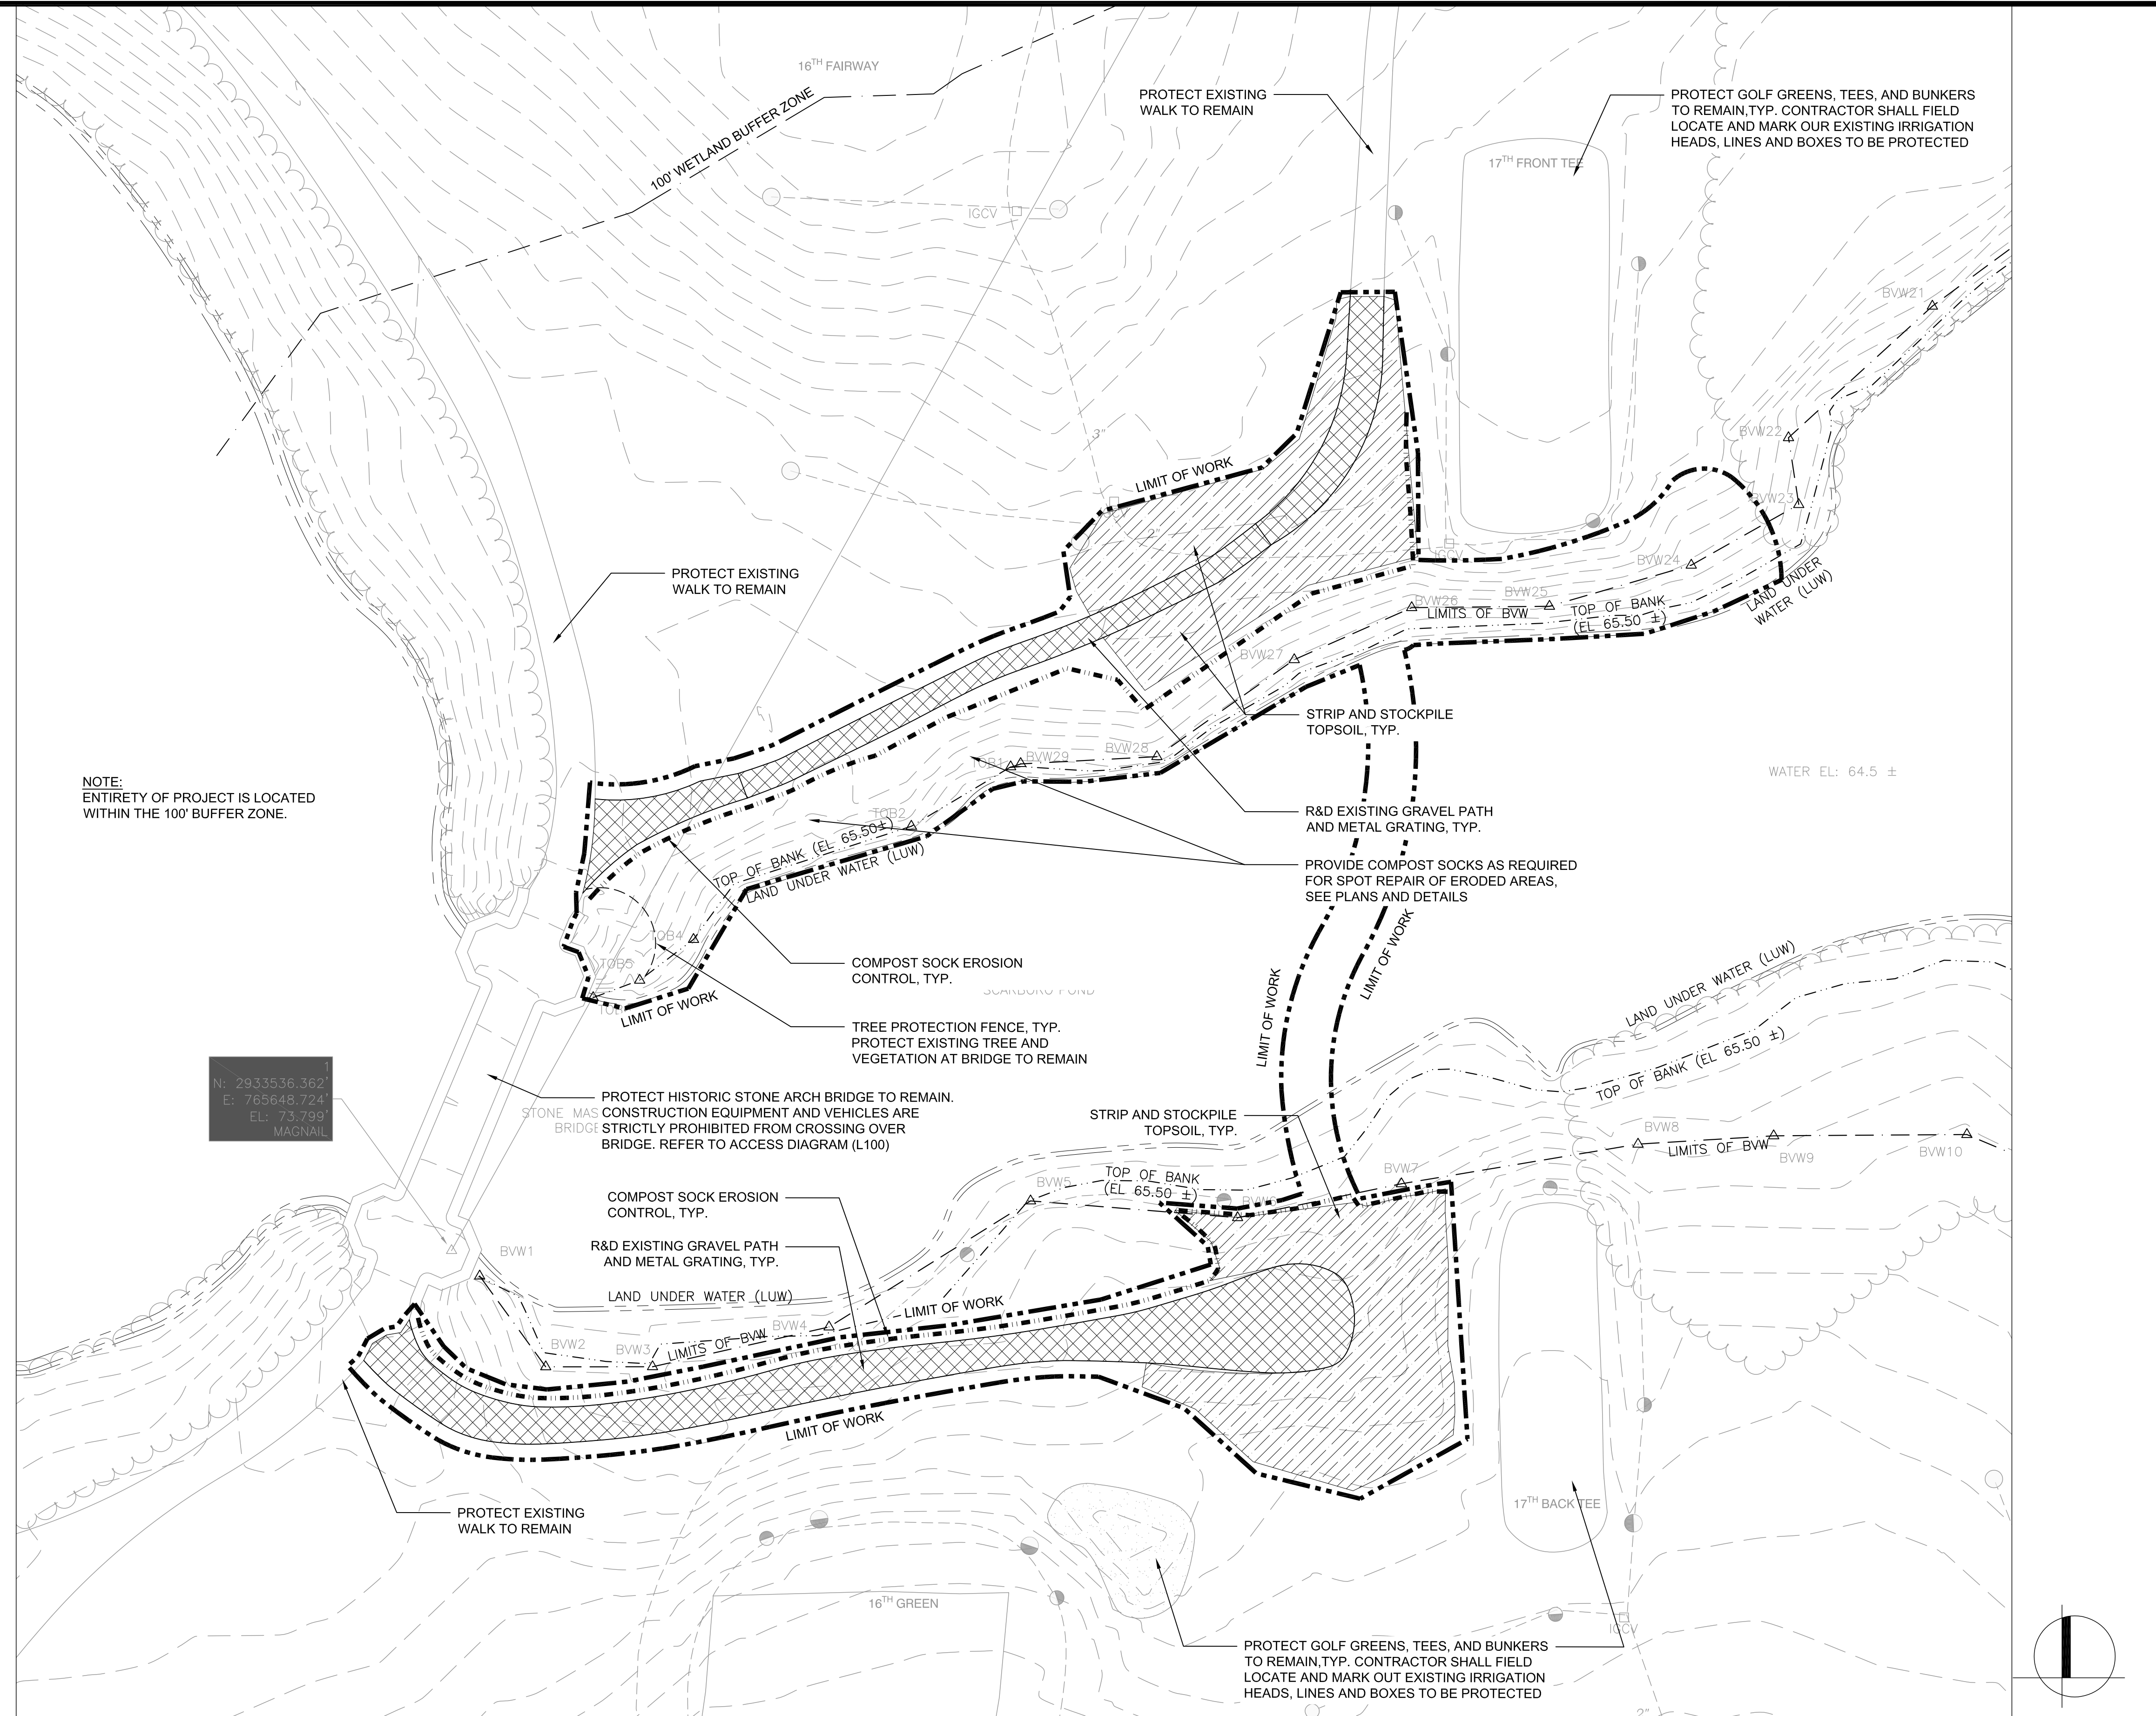 16TH FAIRWAY
PROTECT EXISTING
WALK TO REMAIN
PROTECT GOLF GREENS, TEES, AND BUNKERS
TO REMAIN,TYP. CONTRACTOR SHALL FIELD
LOCATE AND MARK OUR EXISTING IRRIGATION
HEADS, LINES AND BOXES TO BE PROTECTED
100' WETLAND BUFFER ZONE
17TH FRONT TEE
IGCV
BVW21
3"
BVW22
LIMIT OF WORK
BVW23
2"
IGCV
BVW24
PROTECT EXISTING
WALK TO REMAIN
LAND UNDER
WATER (LUW)
BVW25
BVW26
LIMITS OF BVW
TOP OF BANK
(EL 65.50 ±)
BVW27
STRIP AND STOCKPILE
TOPSOIL, TYP.
BVW28
BVW29
TOB1
WATER EL: 64.5 ±
NOTE:
ENTIRETY OF PROJECT IS LOCATED
WITHIN THE 100' BUFFER ZONE.
R&D EXISTING GRAVEL PATH
AND METAL GRATING, TYP.
TOB2
TOP OF BANK (EL 65.50±)
LAND UNDER WATER (LUW)
PROVIDE COMPOST SOCKS AS REQUIRED
FOR SPOT REPAIR OF ERODED AREAS,
SEE PLANS AND DETAILS
TOB4
LIMIT OF WORK
LIMIT OF WORK
COMPOST SOCK EROSION
CONTROL, TYP.
TOB5
SCARBORO POND
LIMIT OF WORK
LAND UNDER WATER (LUW)
TREE PROTECTION FENCE, TYP.
PROTECT EXISTING TREE AND
VEGETATION AT BRIDGE TO REMAIN
TOP OF BANK (EL 65.50 ±)
1
N: 2933536.362'
E: 765648.724'
EL: 73.799'
MAGNAIL
STONE MAS
BRIDGE
PROTECT HISTORIC STONE ARCH BRIDGE TO REMAIN.
CONSTRUCTION EQUIPMENT AND VEHICLES ARE
STRICTLY PROHIBITED FROM CROSSING OVER
BRIDGE. REFER TO ACCESS DIAGRAM (L100)
STRIP AND STOCKPILE
TOPSOIL, TYP.
BVW8
LIMITS OF BVW
BVW9
BVW10
BVW7
TOP OF BANK
(EL 65.50 ±)
BVW5
BVW6
COMPOST SOCK EROSION
CONTROL, TYP.
R&D EXISTING GRAVEL PATH
AND METAL GRATING, TYP.
BVW1
LAND UNDER WATER (LUW)
LIMIT OF WORK
BVW4
LIMITS OF BVW
BVW2
BVW3
LIMIT OF WORK
PROTECT EXISTING
WALK TO REMAIN
17TH BACK TEE
16TH GREEN
IGCV
PROTECT GOLF GREENS, TEES, AND BUNKERS
TO REMAIN,TYP. CONTRACTOR SHALL FIELD
LOCATE AND MARK OUT EXISTING IRRIGATION
HEADS, LINES AND BOXES TO BE PROTECTED
2"